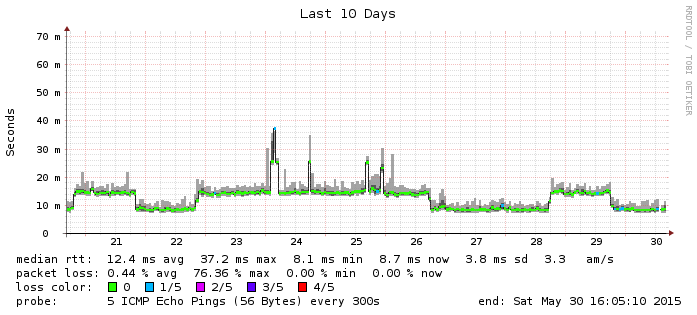 Last 10 Days
RRDTOOL / TOBI OETIKER
Seconds
70 m
60 m
50 m
40 m
30 m
20 m
10 m
0
21 22 23 24 25 26 27 28 29 30
median rtt: 12.4 ms avg 37.2 ms max 8.1 ms min 8.7 ms now 3.8 ms sd 3.3 am/s
packet loss: 0.44 % avg 76.36 % max 0.00 % min 0.00 % now
loss color: 0 1/5 2/5 3/5 4/5
probe: 5 ICMP Echo Pings (56 Bytes) every 300s end: Sat May 30 16:05:10 2015